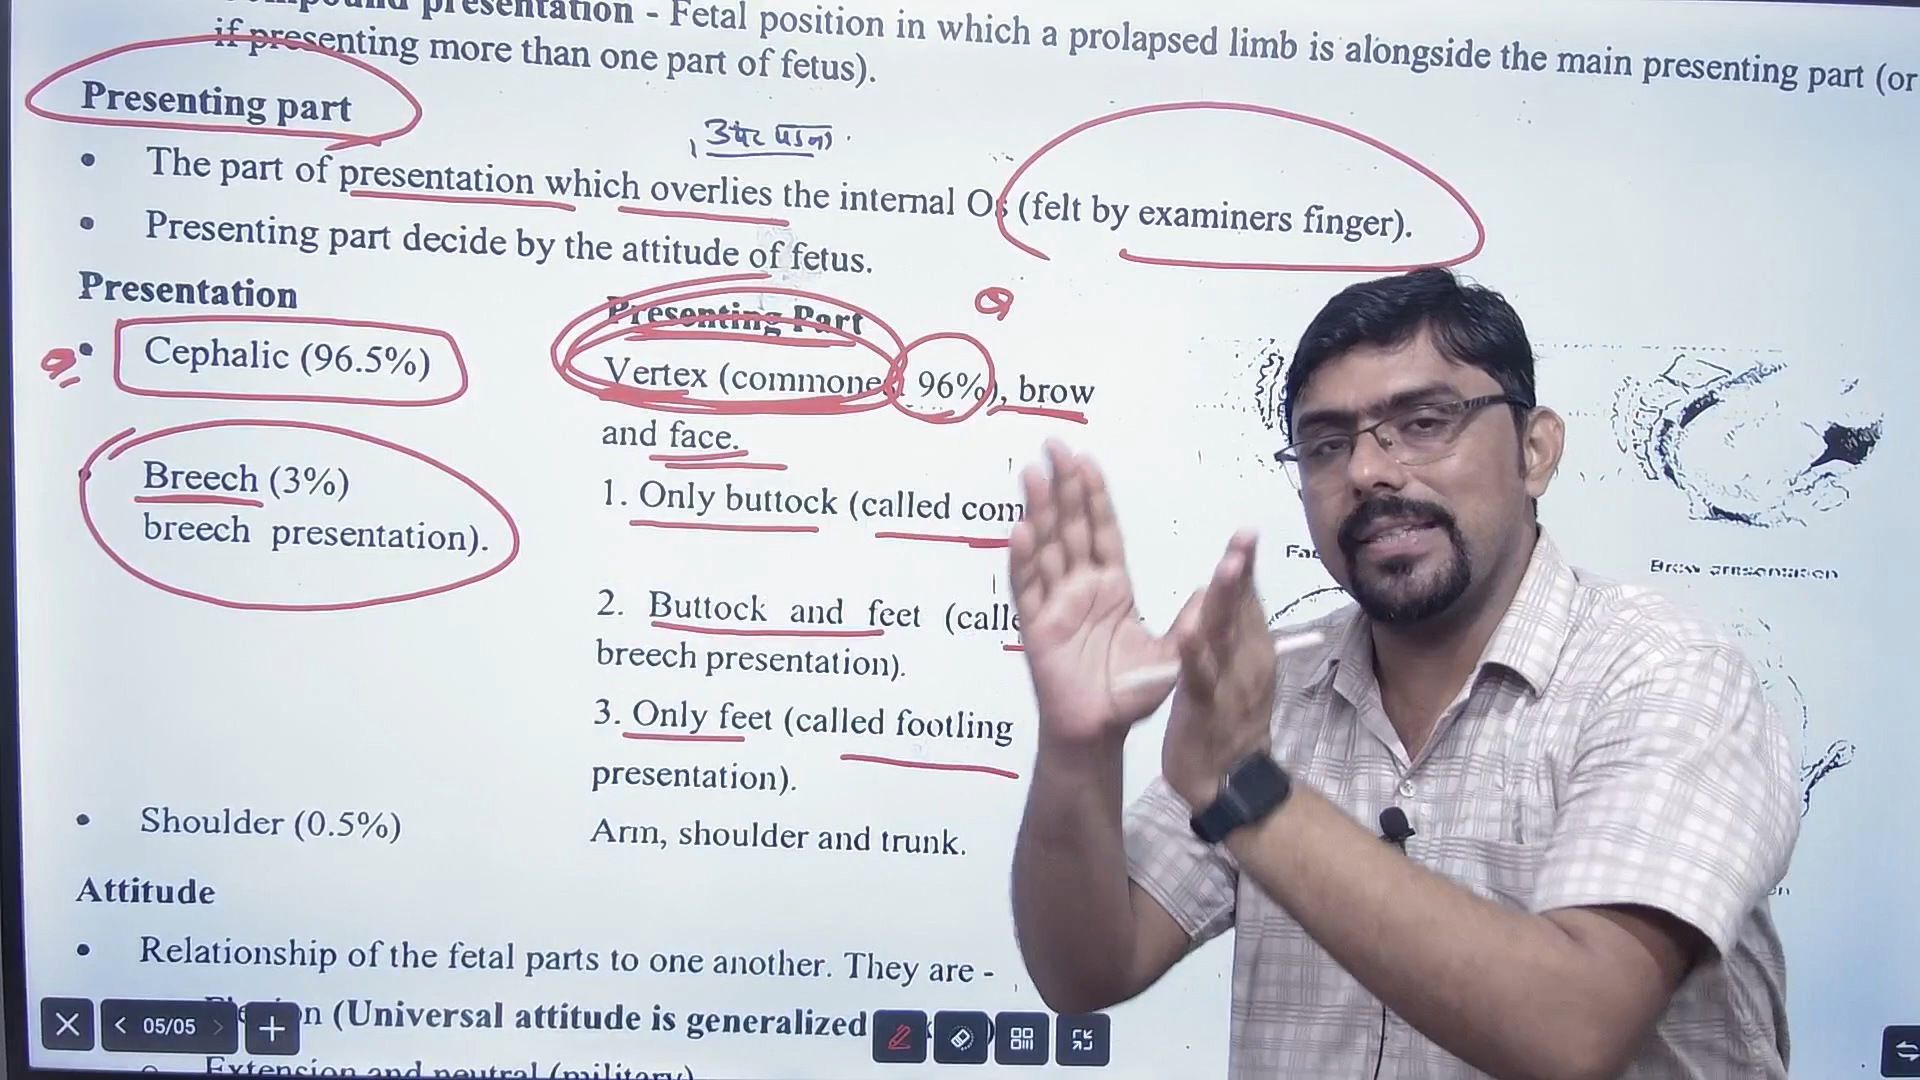 presentation - Fetal position in which a prolapsed limb is alongside the main presenting part (or
if presenting more than one part of fetus).
Presenting part
उपर पडना
• The part of presentation which overlies the internal Os (felt by examiners finger).
• Presenting part decide by the attitude of fetus.
Presentation
Presenting Part
Q
Q
• Cephalic (96.5%)
Vertex (commonest 96%), brow
and face.
Breech (3%)
breech presentation).
1. Only buttock (called com
2. Buttock and feet (calle
breech presentation).
3. Only feet (called footling
presentation).
• Shoulder (0.5%)
Arm, shoulder and trunk.
Brow presentation
Attitude
• Relationship of the fetal parts to one another. They are -
(Universal attitude is generalized
Extension and neutral (military)
05/05